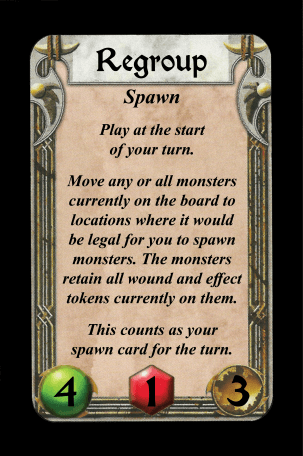 Regroup
Spawn
Play at the start
of your turn.
Move any or all monsters
currently on the board to
locations where it would
be legal for you to spawn
monsters. The monsters
retain all wound and effect
tokens currently on them.
This counts as your
spawn card for the turn.
4 1 3